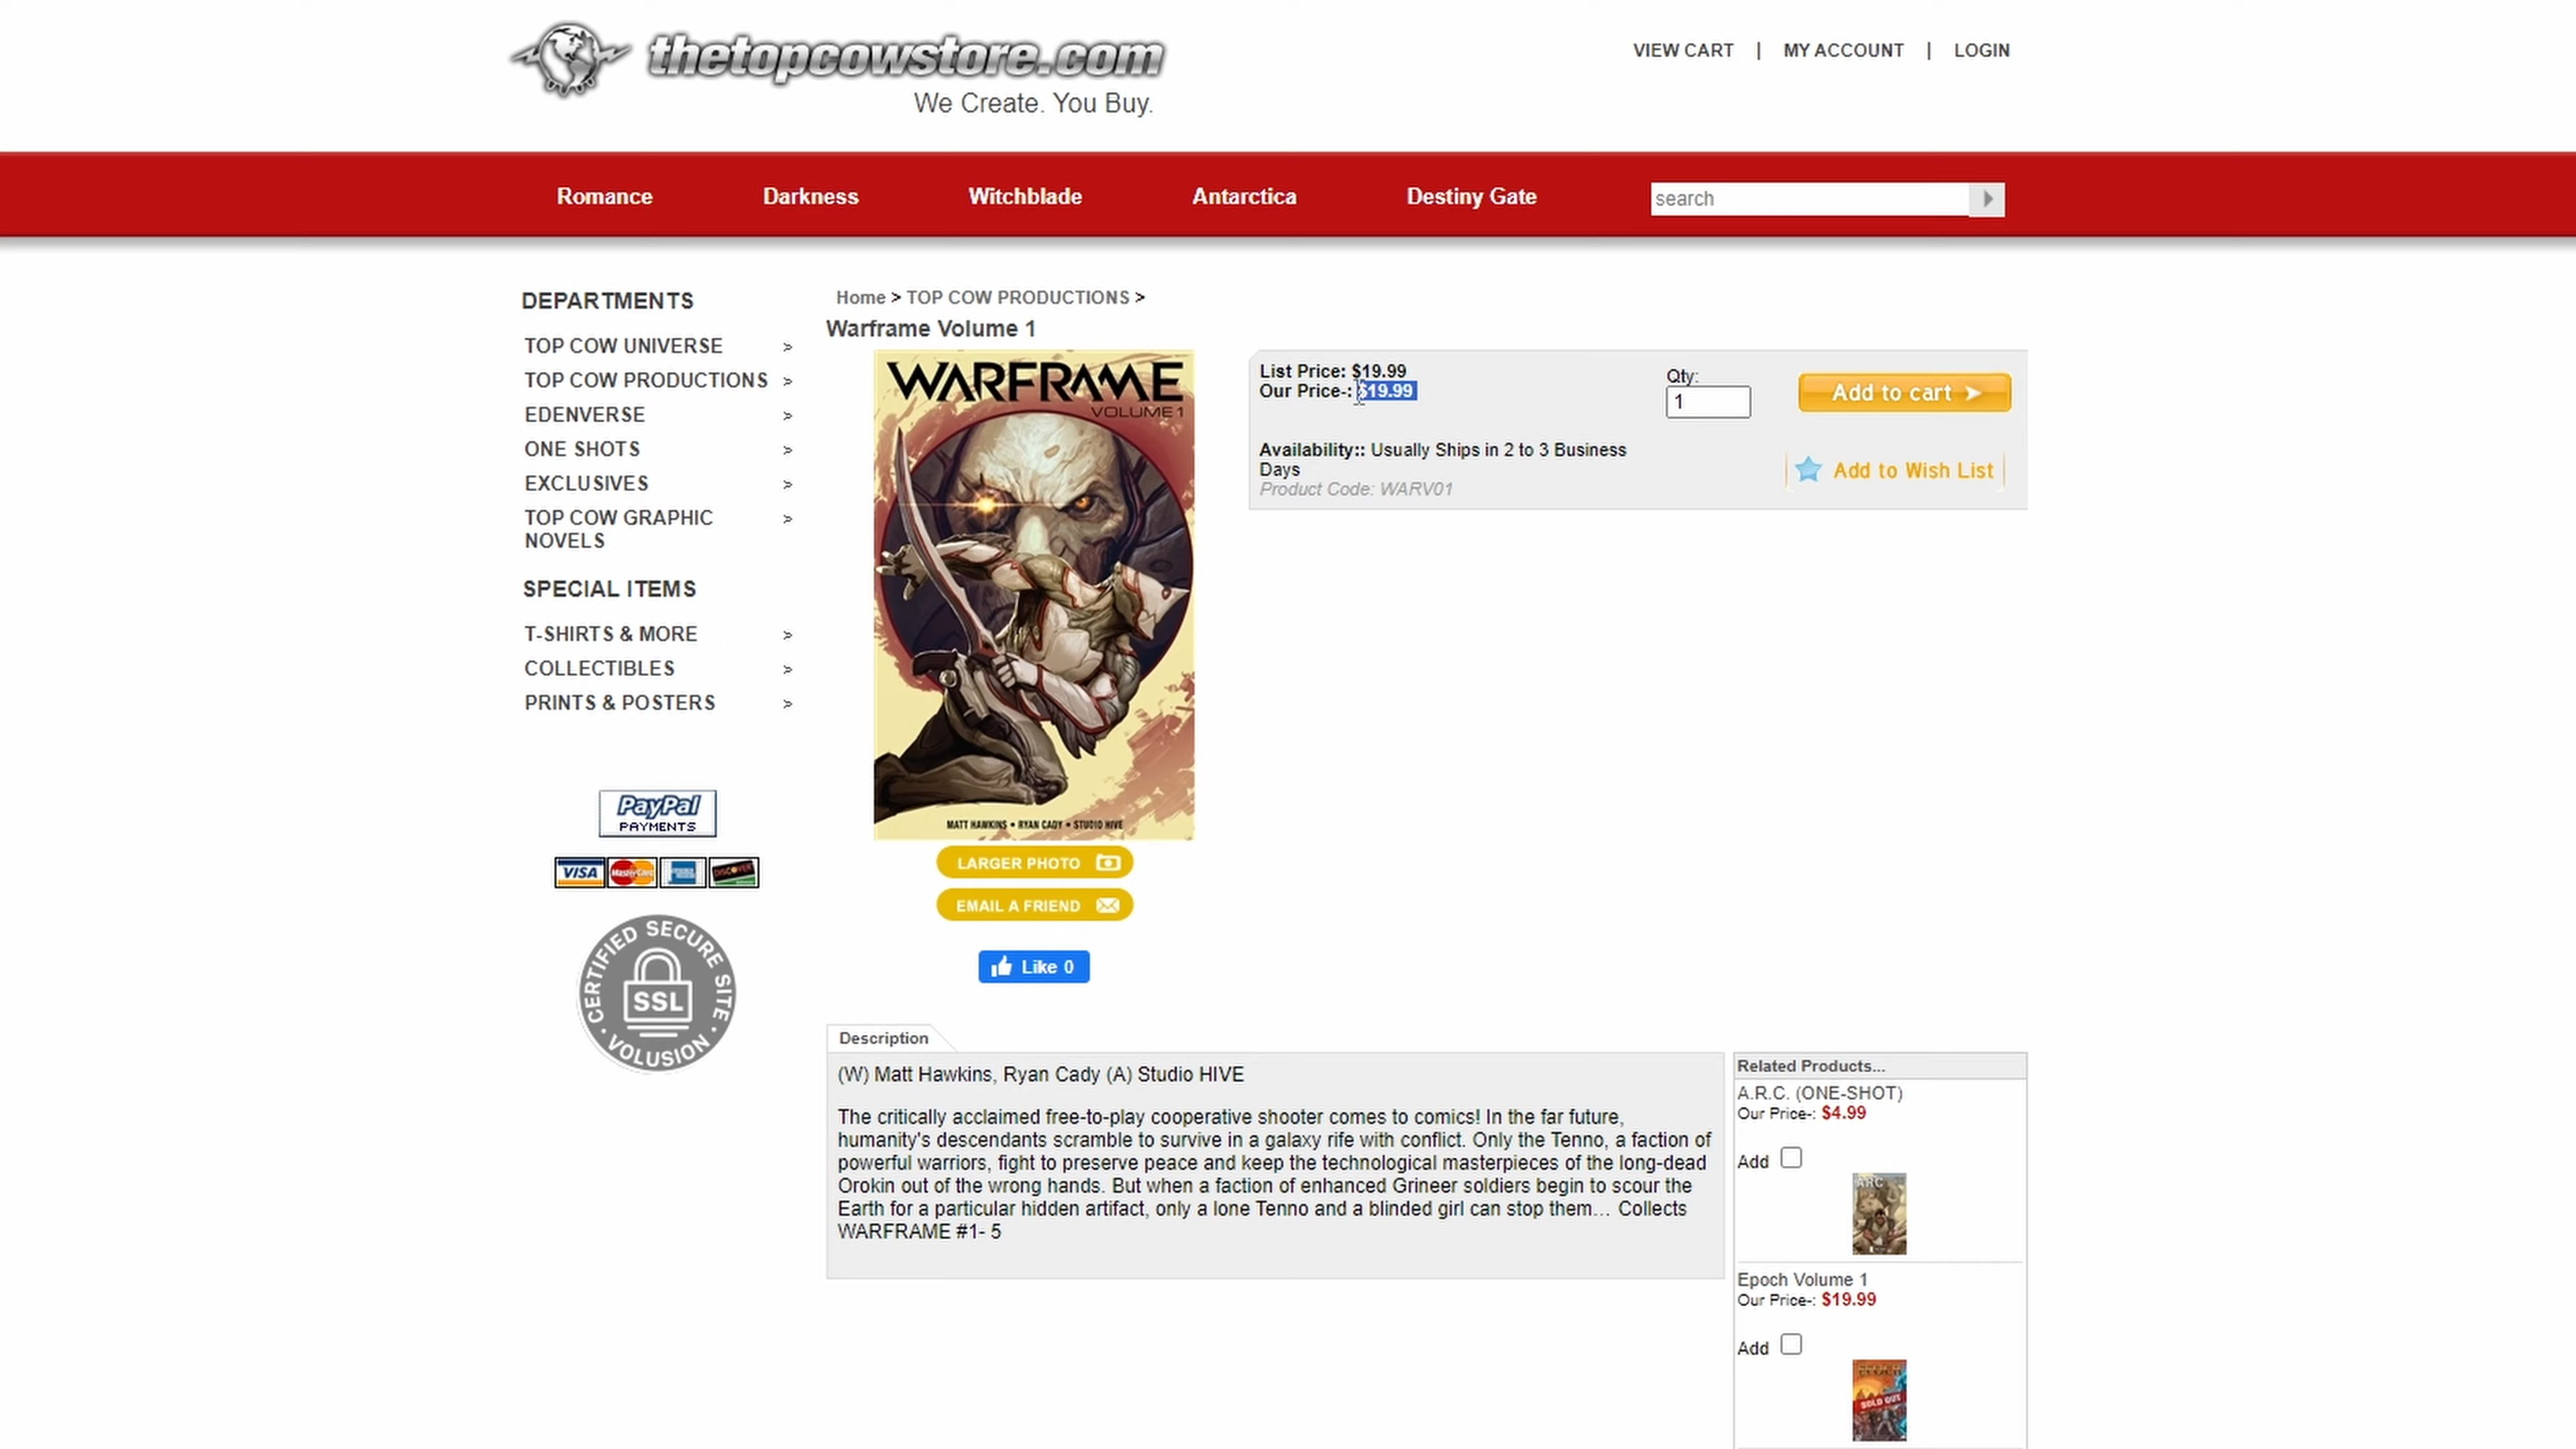 thetopcowstore.com
We Create. You Buy.
VIEW CART | MY ACCOUNT | LOGIN
Romance Darkness Witchblade Antarctica Destiny Gate search
DEPARTMENTS
TOP COW UNIVERSE >
TOP COW PRODUCTIONS >
EDENVERSE >
ONE SHOTS >
EXCLUSIVES >
TOP COW GRAPHIC >
NOVELS
SPECIAL ITEMS
T-SHIRTS & MORE >
COLLECTIBLES >
PRINTS & POSTERS >
PayPal
PAYMENTS
VISA MasterCard DISCOVER
CERTIFIED SECURE SITE
SSL
VOLUSION
Home > TOP COW PRODUCTIONS >
Warframe Volume 1
WARFRAME
VOLUME 1
MATT HAWKINS • RYAN CADY • STUDIO HIVE
LARGER PHOTO
EMAIL A FRIEND
Like 0
List Price: $19.99
Our Price-: $19.99
Availability:: Usually Ships in 2 to 3 Business
Days
Product Code: WARV01
Qty:
1
Add to cart
Add to Wish List
Description
(W) Matt Hawkins, Ryan Cady (A) Studio HIVE
The critically acclaimed free-to-play cooperative shooter comes to comics! In the far future,
humanity's descendants scramble to survive in a galaxy rife with conflict. Only the Tenno, a faction of
powerful warriors, fight to preserve peace and keep the technological masterpieces of the long-dead
Orokin out of the wrong hands. But when a faction of enhanced Grineer soldiers begin to scour the
Earth for a particular hidden artifact, only a lone Tenno and a blinded girl can stop them... Collects
WARFRAME #1- 5
Related Products...
A.R.C. (ONE-SHOT)
Our Price-: $4.99
Add
ARC
Epoch Volume 1
Our Price-: $19.99
Add
SOLD OUT